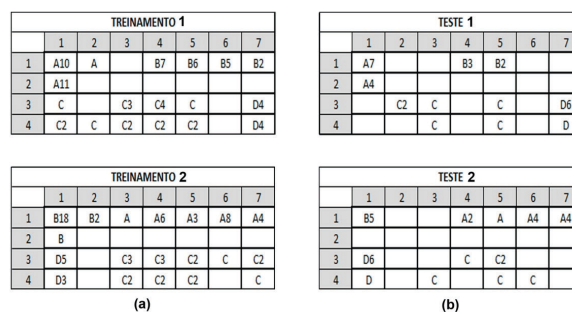 TREINAMENTO 1
1 2 3 4 5 6 7
1 A10 A B7 B6 B5 B2
2 A11
3 C C3 C4 C D4
4 C2 C C2 C2 C2 D4
TESTE 1
1 2 3 4 5 6 7
1 A7 B3 B2
2 A4
3 C2 C C D6
4 C C D
TREINAMENTO 2
1 2 3 4 5 6 7
1 B18 B2 A A6 A3 A8 A4
2 B
3 D5 C3 C3 C2 C C2
4 D3 C2 C2 C2 C
TESTE 2
1 2 3 4 5 6 7
1 B5 A2 A A4 A4
2
3 D6 C C2
4 D C C C
(a)
(b)